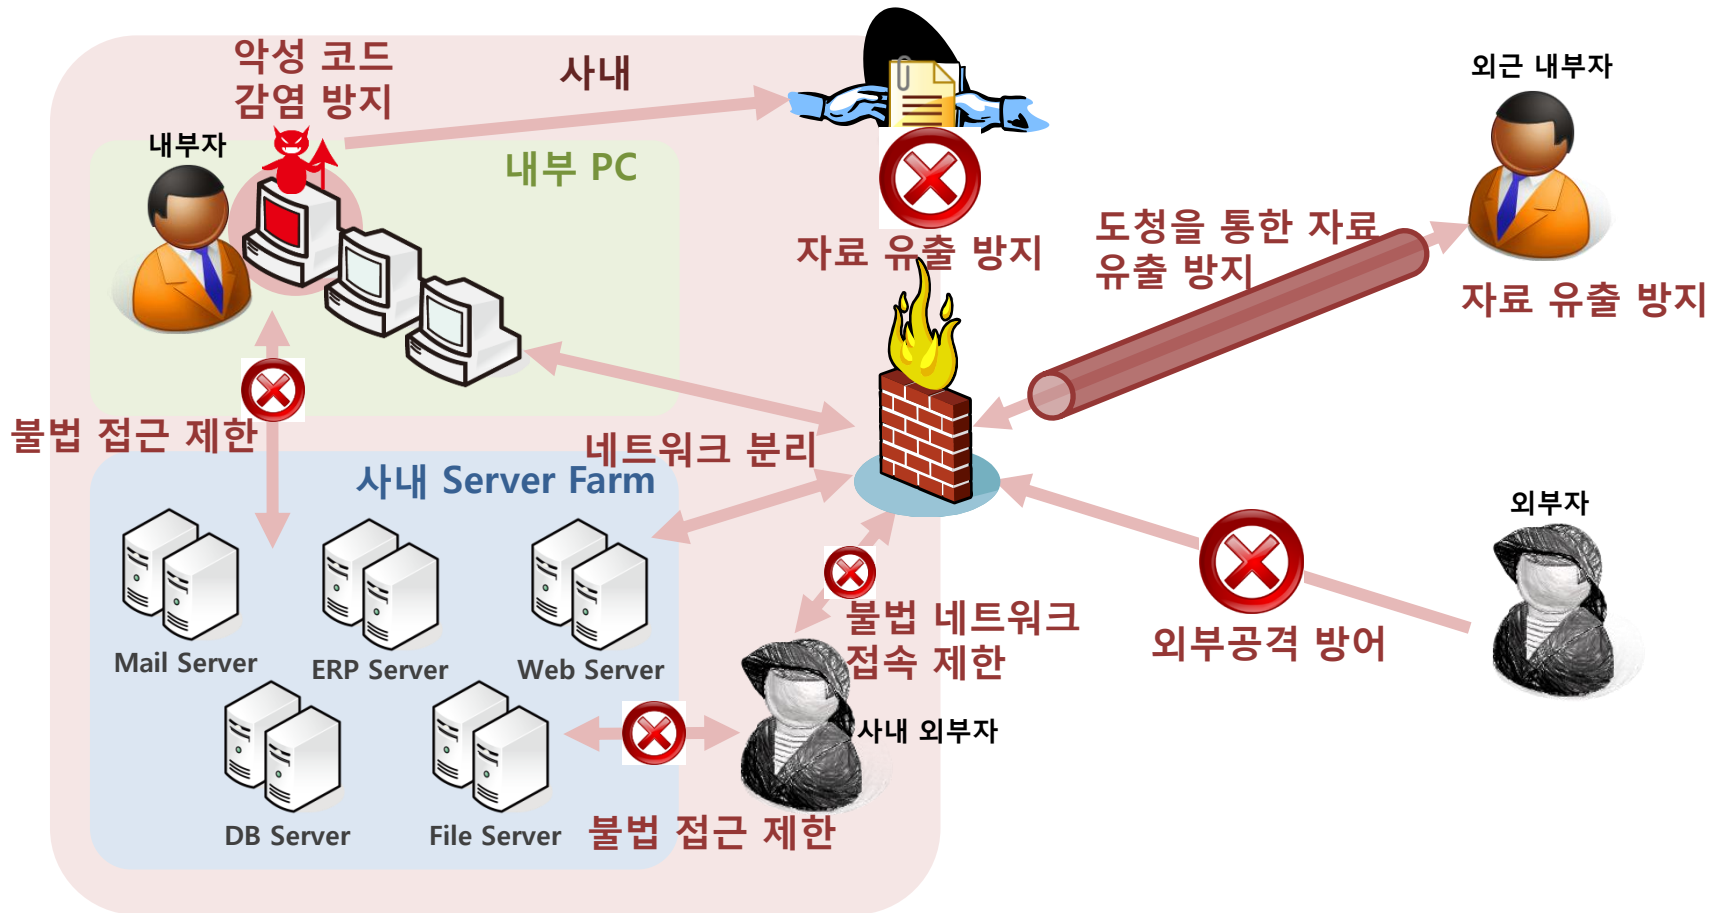 악성 코드
감염 방지
사내
외근 내부자
내부자
내부 PC
도청을 통한 자료
유출 방지
자료 유출 방지
자료 유출 방지
불법 접근 제한
네트워크 분리
사내 Server Farm
외부자
Mail Server
ERP Server
Web Server
불법 네트워크
접속 제한
외부공격 방어
사내 외부자
DB Server
File Server
불법 접근 제한